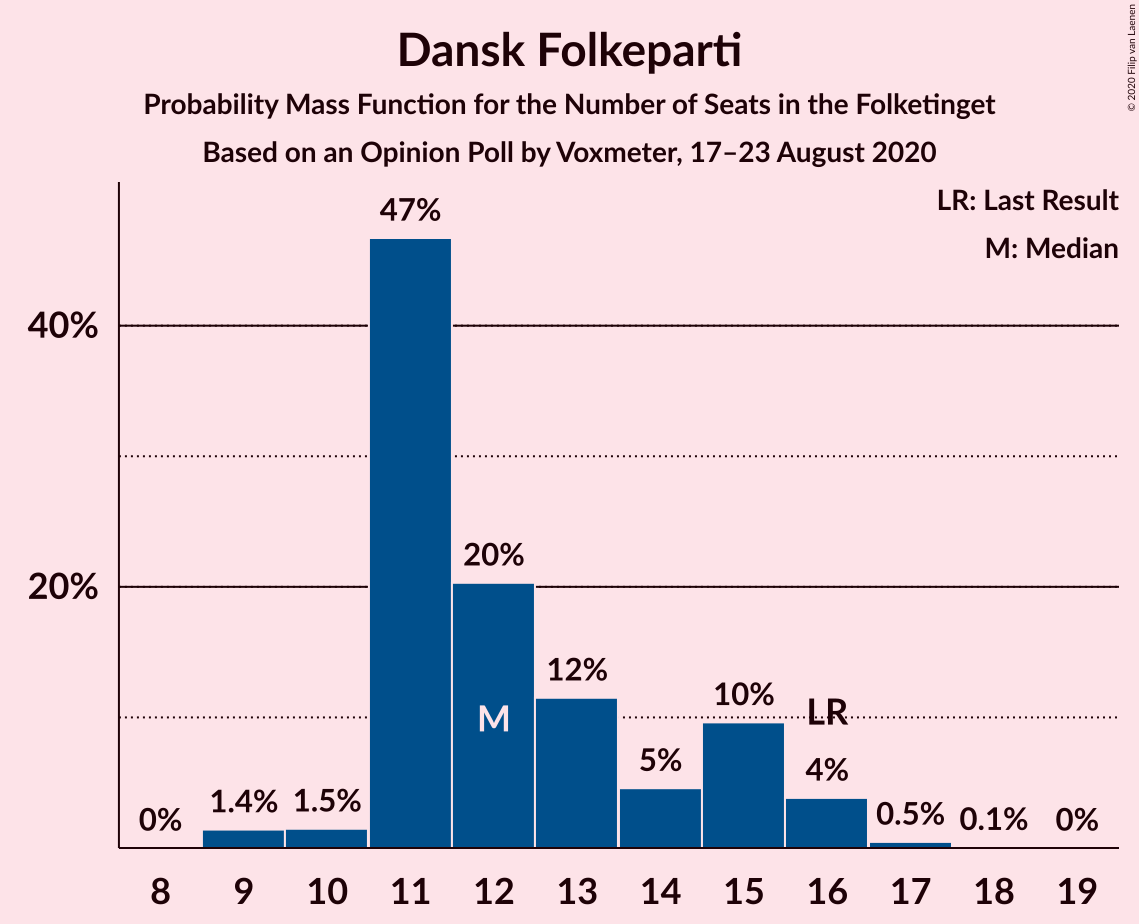 Dansk Folkeparti
Probability Mass Function for the Number of Seats in the Folketinget
Based on an Opinion Poll by Voxmeter, 17–23 August 2020
© 2020 Filip van Laenen
LR: Last Result
M: Median
47%
40%
20%
20%
12%
10%
M
LR
5%
4%
0%
1.4%
1.5%
0.5%
0.1%
0%
8 9 10 11 12 13 14 15 16 17 18 19